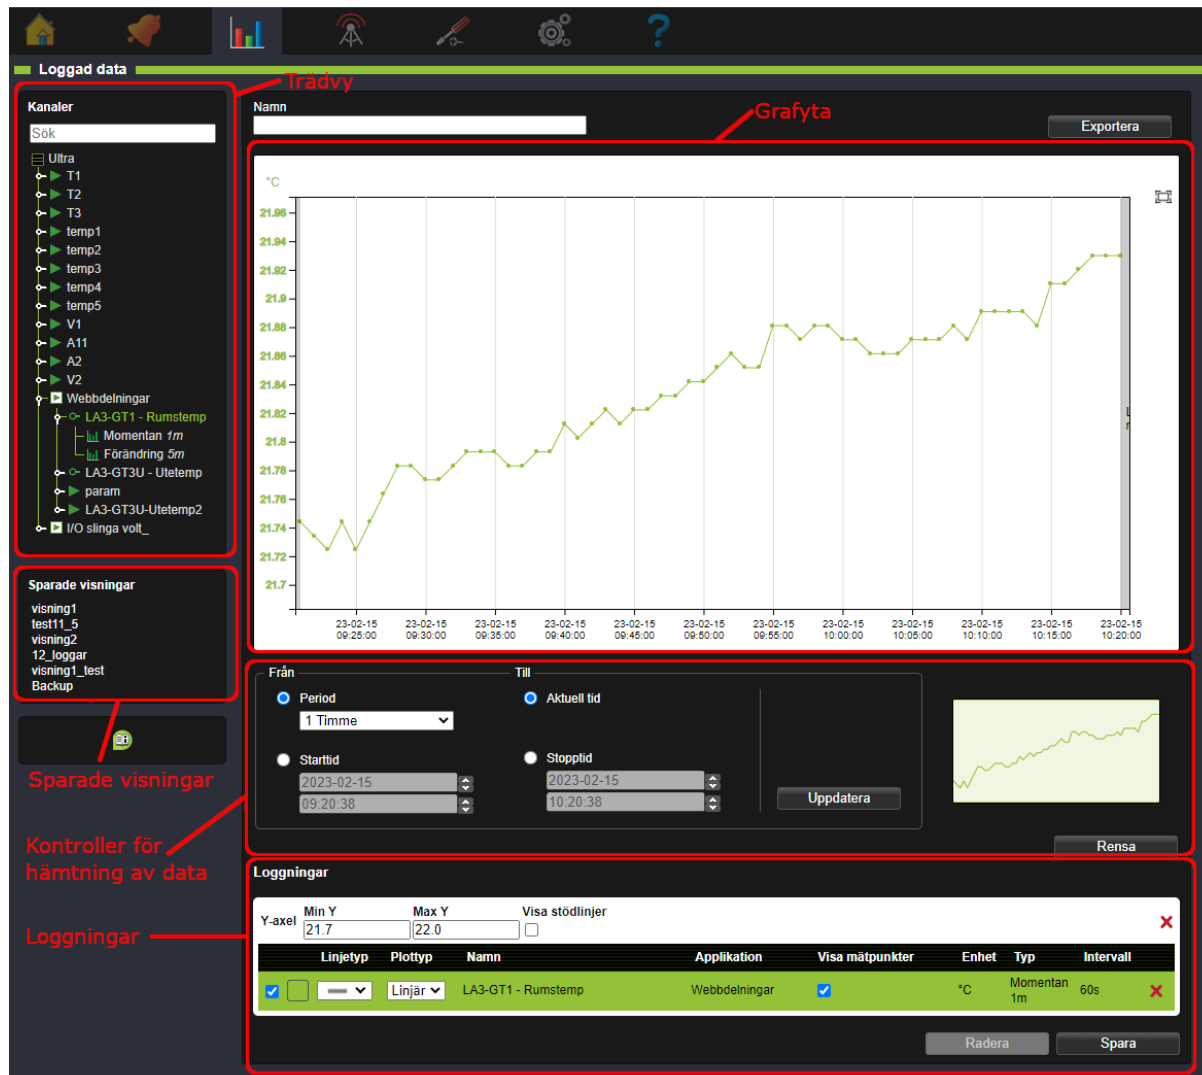 Loggad data
Trädvy
Kanaler
Sök
Ultra
T1
T2
T3
temp1
temp2
temp3
temp4
temp5
V1
A11
A2
V2
Webbdelningar
LA3-GT1 - Rumstemp
Momentan 1m
Förändring 5m
LA3-GT3U - Utetemp
param
LA3-GT3U-Utetemp2
I/O slinga volt_
Sparade visningar
visning1
test11_5
visning2
12_loggar
visning1_test
Backup
Sparade visningar
Kontroller för
hämtning av data
Loggningar
Namn
Grafyta
Exportera
°C
21.96
21.94
21.92
21.9
21.88
21.86
21.84
21.82
21.8
21.78
21.76
21.74
21.72
21.7
23-02-15 23-02-15 23-02-15 23-02-15 23-02-15 23-02-15 23-02-15 23-02-15 23-02-15 23-02-15 23-02-15 23-02-15
09:25:00 09:30:00 09:35:00 09:40:00 09:45:00 09:50:00 09:55:00 10:00:00 10:05:00 10:10:00 10:15:00 10:20:00
Från Till
Period Aktuell tid
1 Timme
Starttid Stopptid
2023-02-15 2023-02-15
09:20:38 10:20:38
Uppdatera
Rensa
Loggningar
Y-axel Min Y Max Y Visa stödlinjer
21.7 22.0
Linjetyp Plottyp Namn Applikation Visa mätpunkter Enhet Typ Intervall
Linjär LA3-GT1 - Rumstemp Webbdelningar °C Momentan 60s
1m
Radera Spara